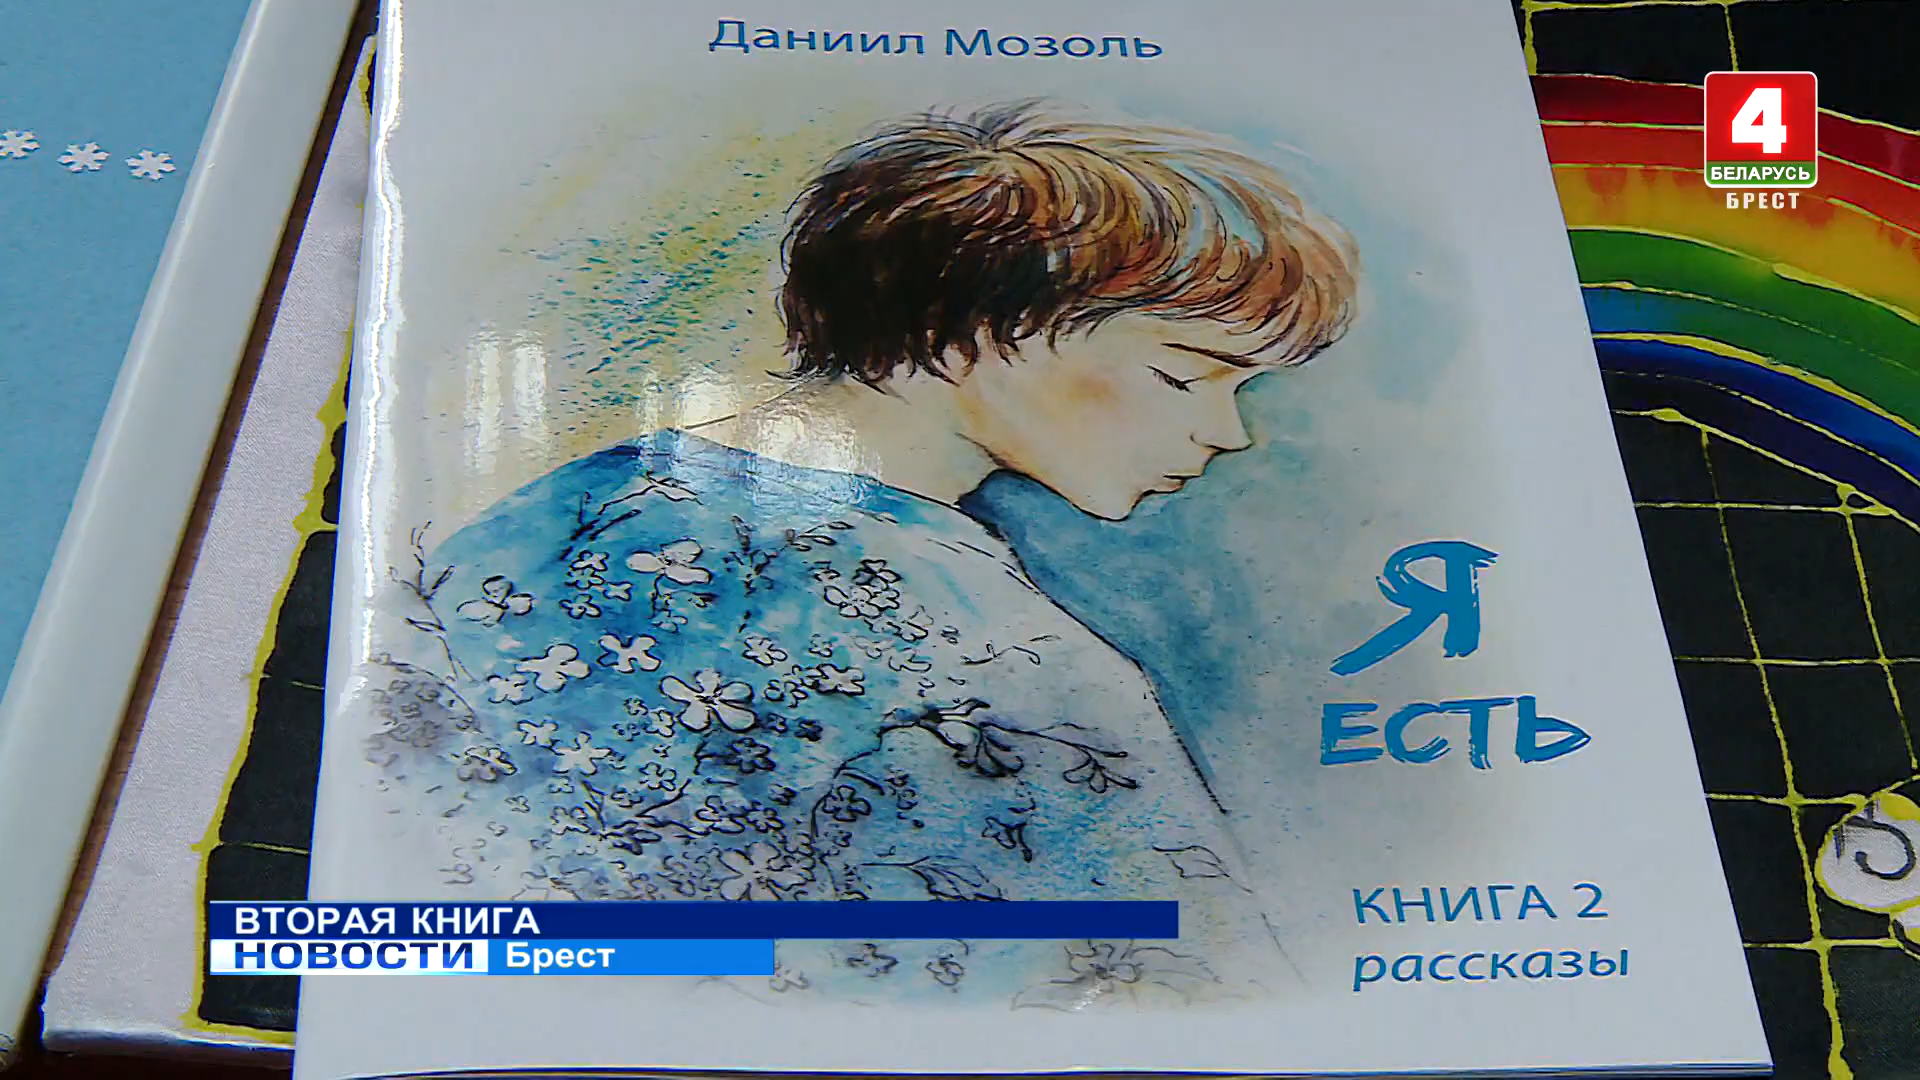 Даниил Мозоль
4
БЕЛАРУСЬ
БРЕСТ
Я
ЕСТЬ
КНИГА 2
рассказы
ВТОРАЯ КНИГА
НОВОСТИ Брест